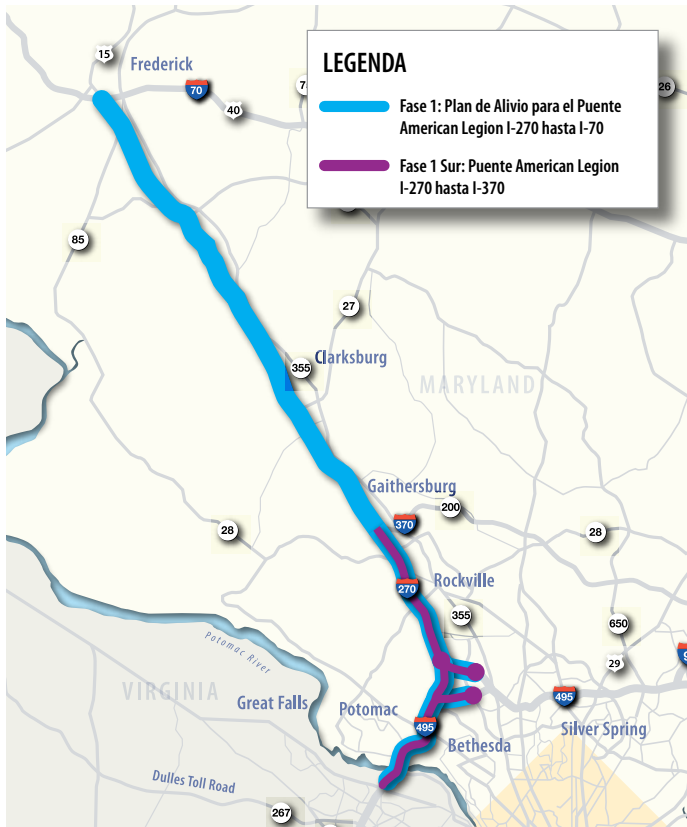 LEGENDA
Fase 1: Plan de Alivio para el Puente
American Legion I-270 hasta I-70
Fase 1 Sur: Puente American Legion
I-270 hasta I-370
15
Frederick
70
40
26
85
27
355
Clarksburg
MARYLAND
Gaithersburg
370
200
28
28
270
Rockville
355
650
29
Potomac River
VIRGINIA
Great Falls
Potomac
495
495
Silver Spring
Bethesda
Dulles Toll Road
267